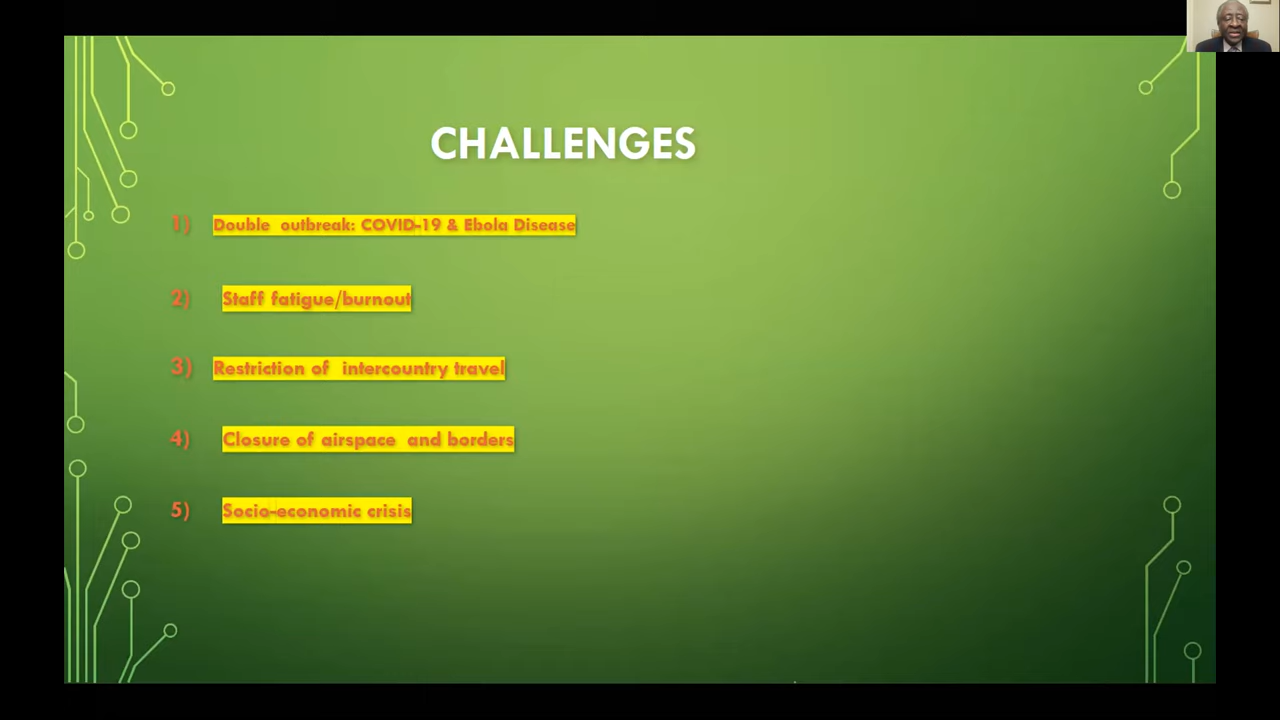 CHALLENGES
1) Double outbreak: COVID-19 & Ebola Disease
2) Staff fatigue/burnout
3) Restriction of intercountry travel
4) Closure of airspace and borders
5) Socio-economic crisis